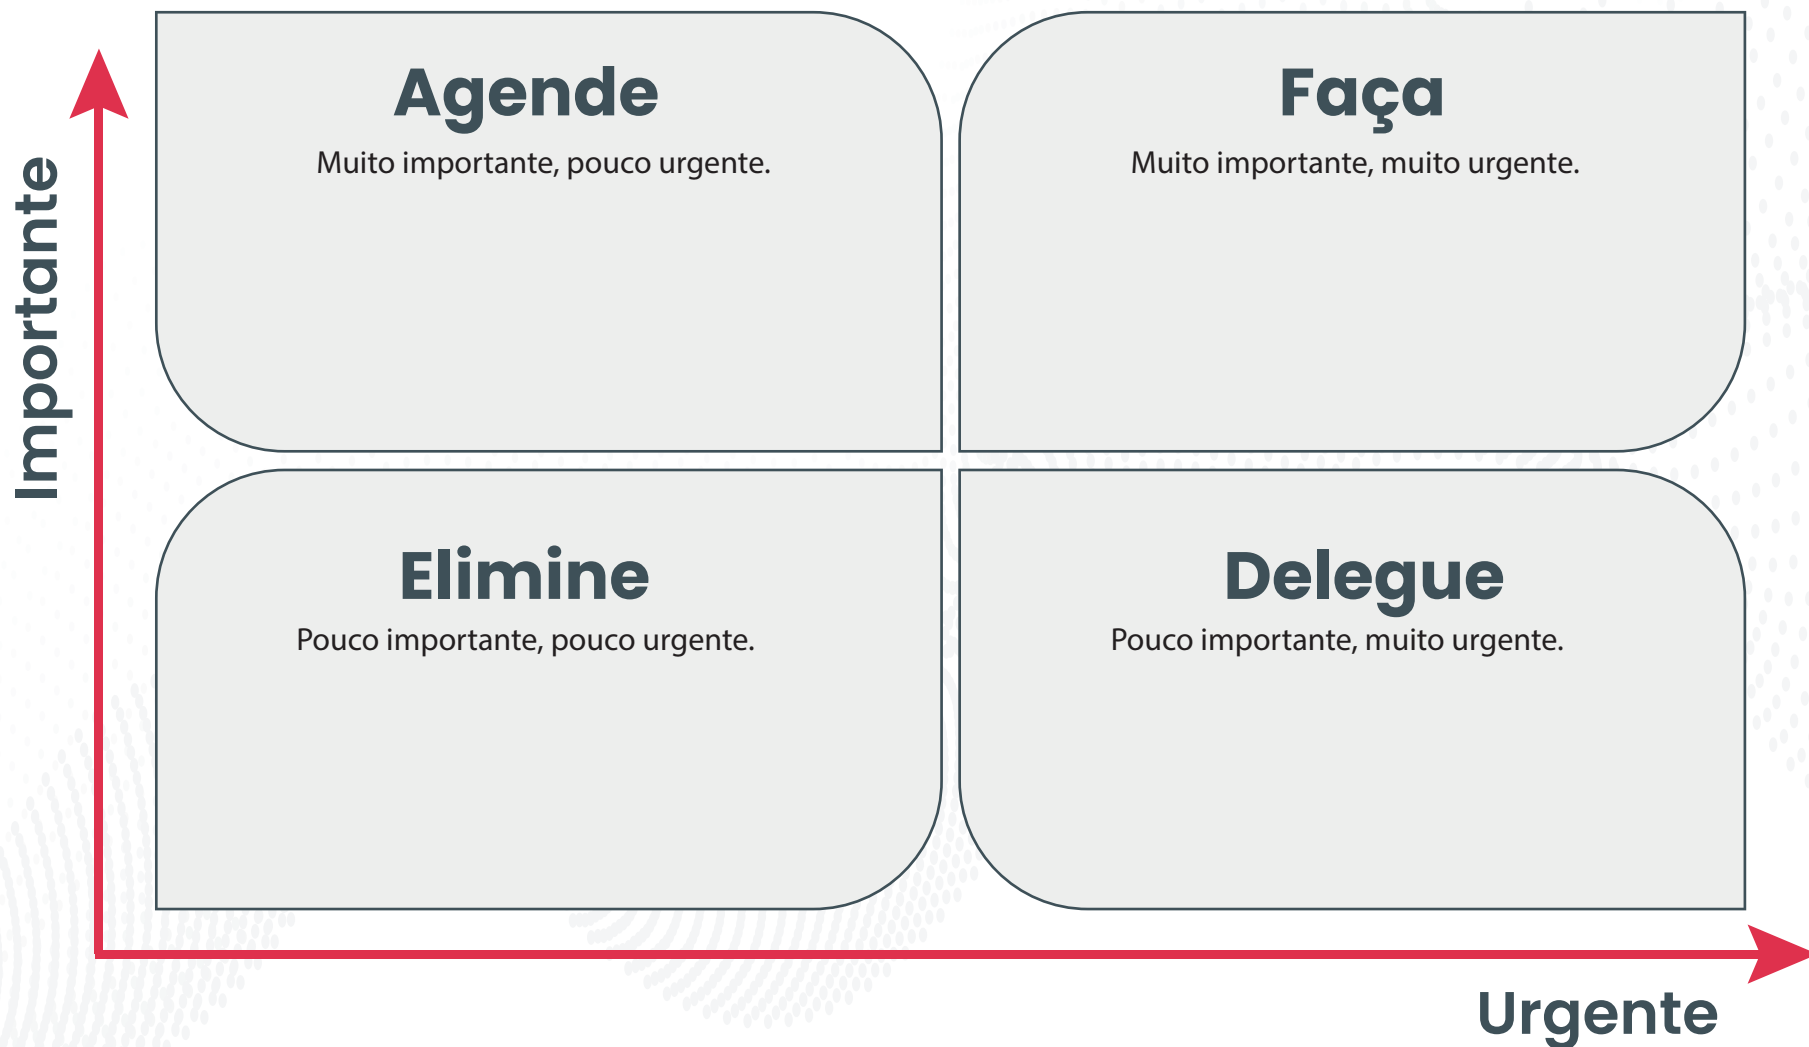 Importante
Agende
Muito importante, pouco urgente.
Faça
Muito importante, muito urgente.
Elimine
Pouco importante, pouco urgente.
Delegue
Pouco importante, muito urgente.
Urgente